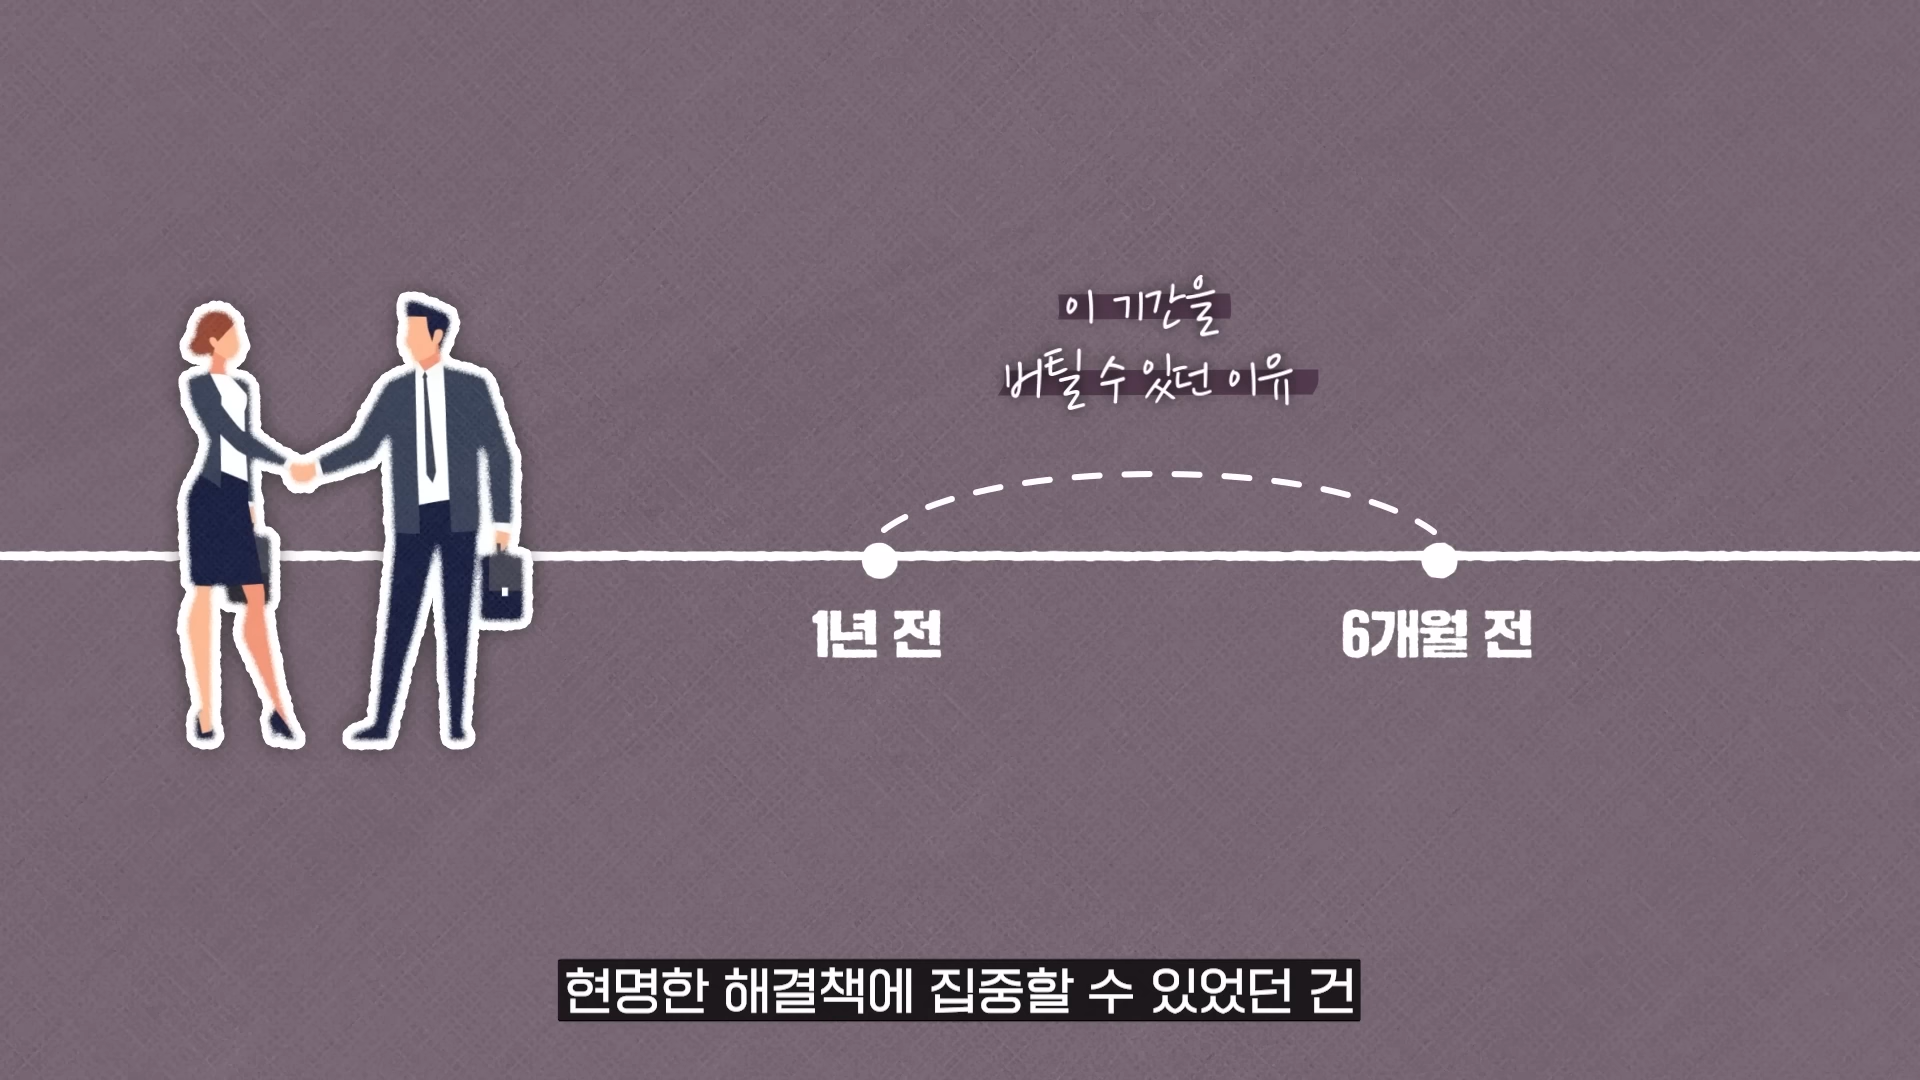 이 기간을
버틸 수 있던 이유
1년 전
6개월 전
현명한 해결책에 집중할 수 있었던 건